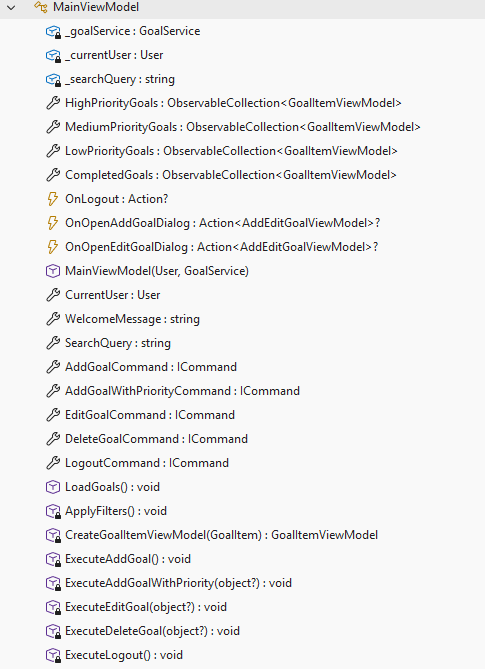 MainViewModel
_goalService : GoalService
_currentUser : User
_searchQuery : string
HighPriorityGoals : ObservableCollection<GoalItemViewModel>
MediumPriorityGoals : ObservableCollection<GoalItemViewModel>
LowPriorityGoals : ObservableCollection<GoalItemViewModel>
CompletedGoals : ObservableCollection<GoalItemViewModel>
OnLogout : Action?
OnOpenAddGoalDialog : Action<AddEditGoalViewModel>?
OnOpenEditGoalDialog : Action<AddEditGoalViewModel>?
MainViewModel(User, GoalService)
CurrentUser : User
WelcomeMessage : string
SearchQuery : string
AddGoalCommand : ICommand
AddGoalWithPriorityCommand : ICommand
EditGoalCommand : ICommand
DeleteGoalCommand : ICommand
LogoutCommand : ICommand
LoadGoals() : void
ApplyFilters() : void
CreateGoalItemViewModel(GoalItem) : GoalItemViewModel
ExecuteAddGoal() : void
ExecuteAddGoalWithPriority(object?) : void
ExecuteEditGoal(object?) : void
ExecuteDeleteGoal(object?) : void
ExecuteLogout() : void